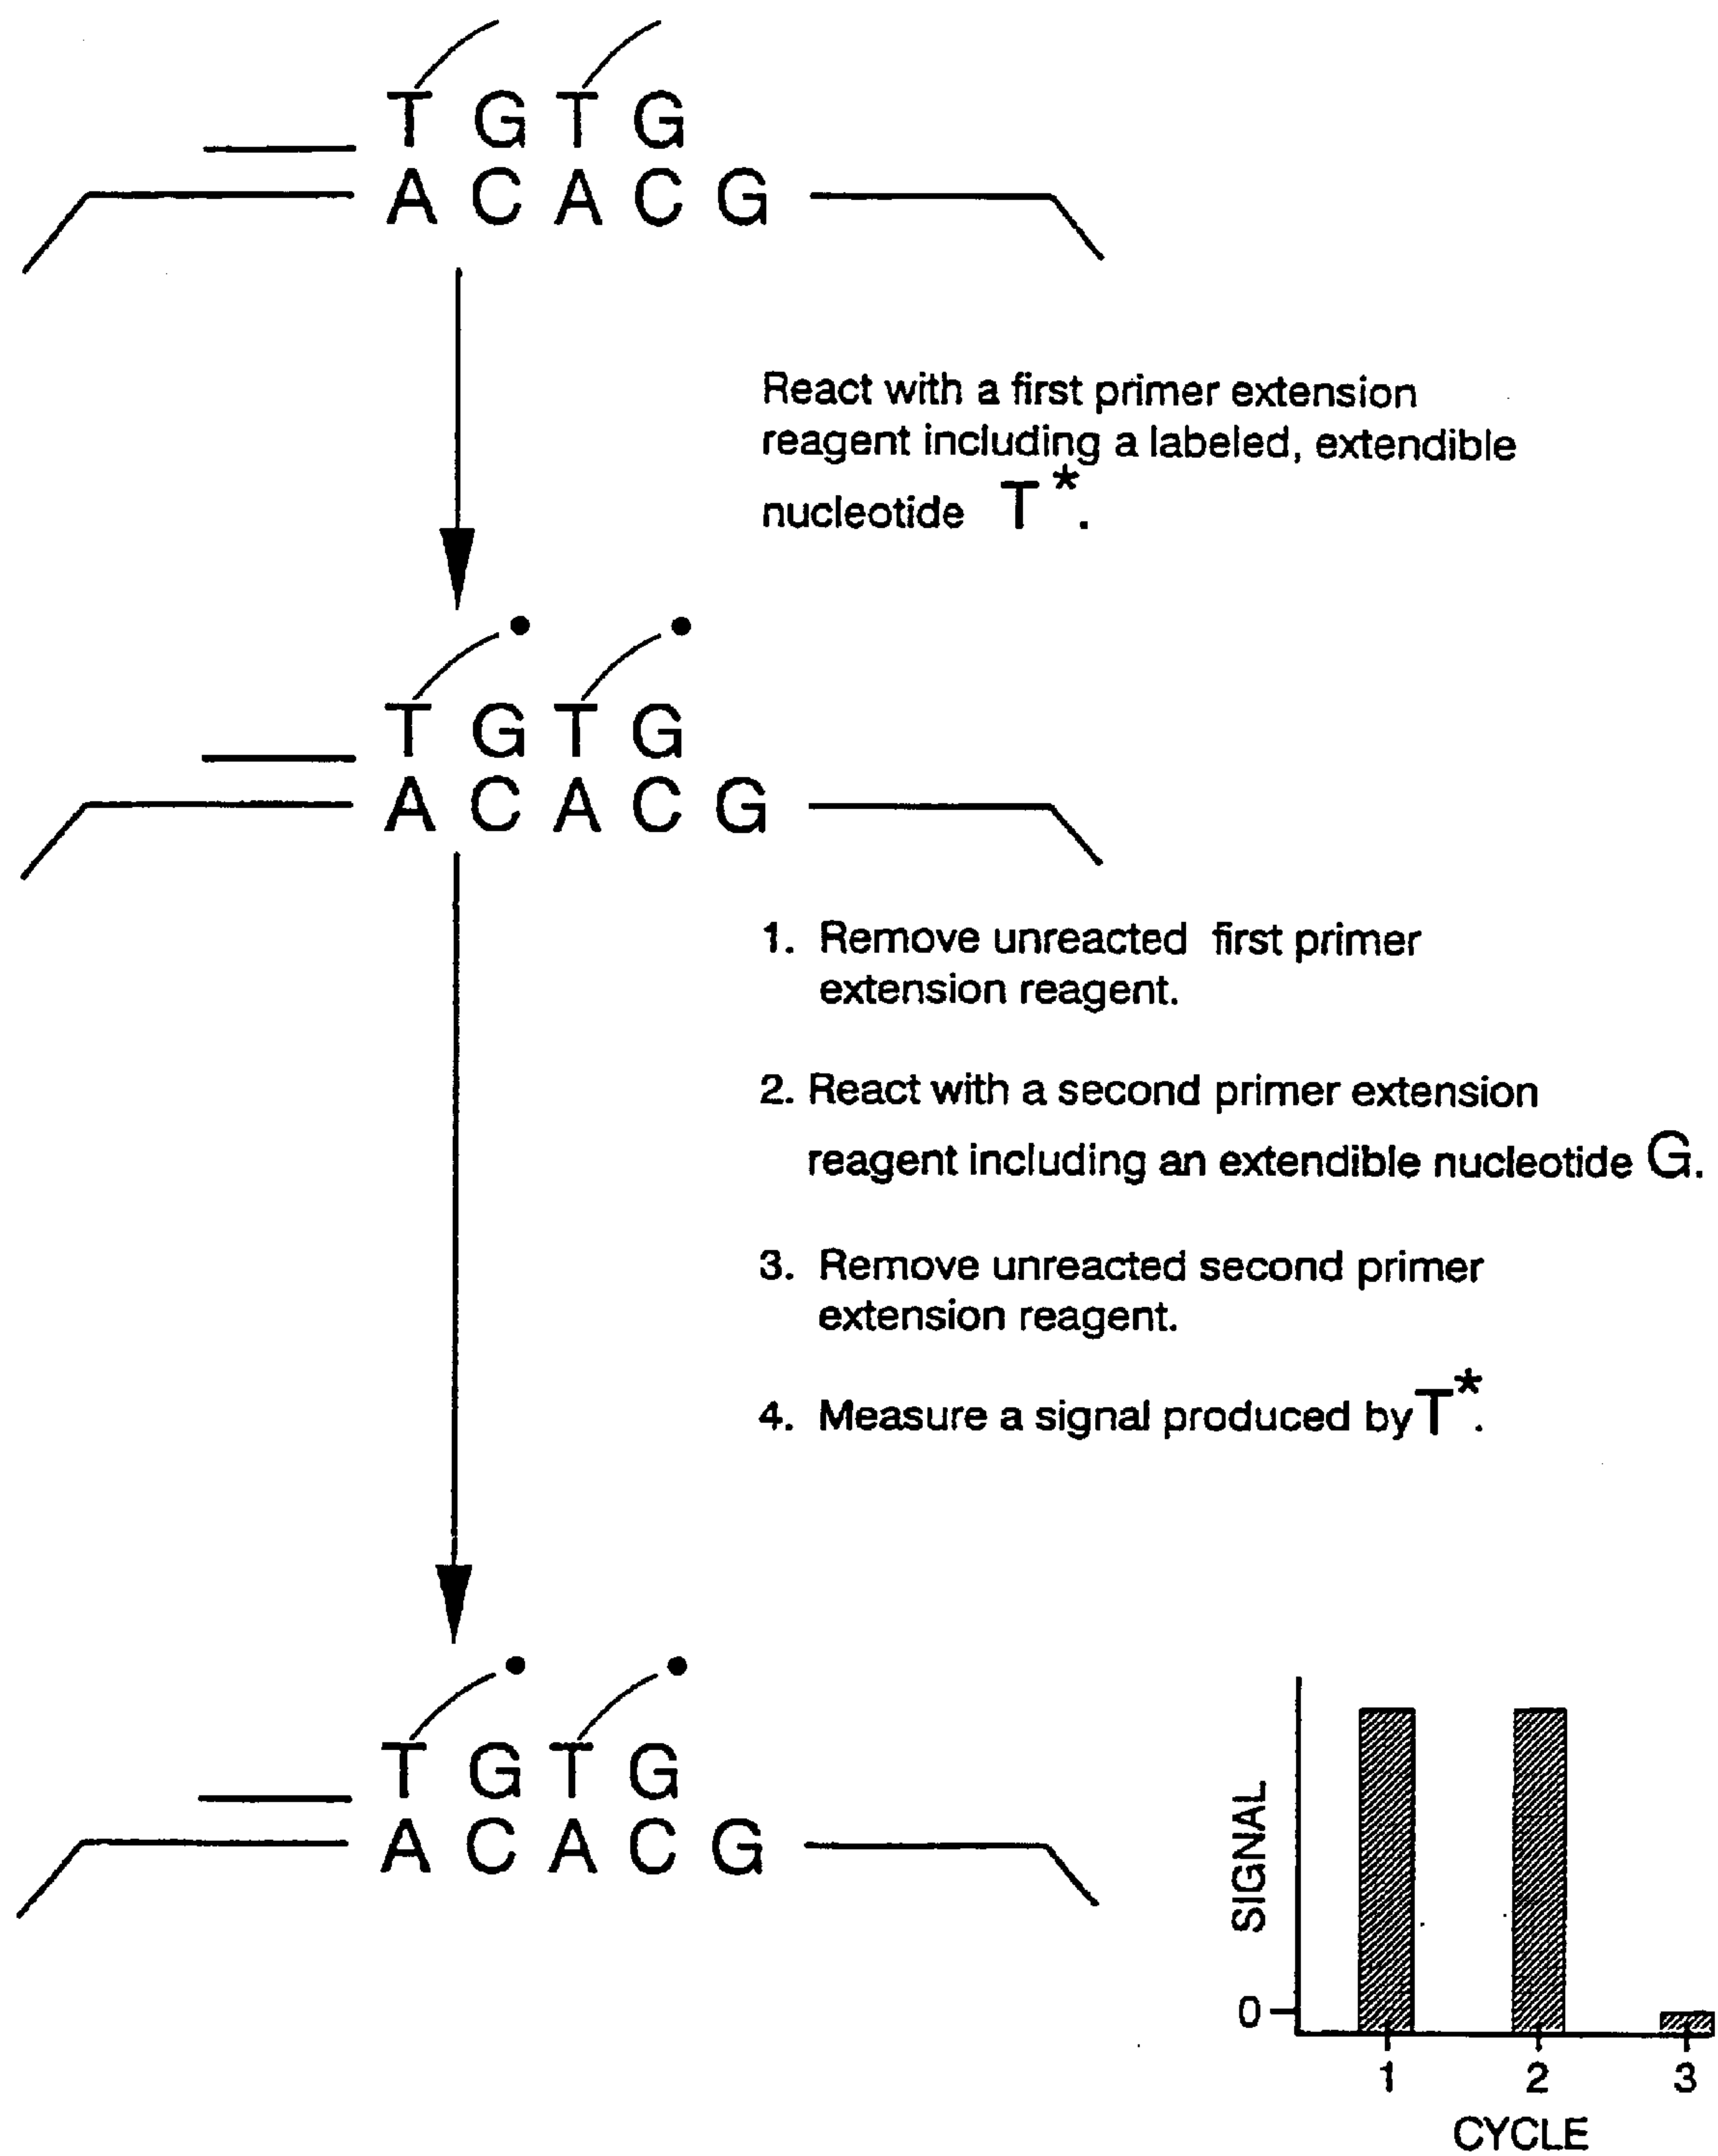 T G T G
A C A C G
React with a first primer extension
reagent including a labeled, extendible
nucleotide T*.
T G T G
A C A C G
1. Remove unreacted first primer
extension reagent.
2. React with a second primer extension
reagent including an extendible nucleotide G.
3. Remove unreacted second primer
extension reagent.
4. Measure a signal produced by T*.
T G T G
A C A C G
SIGNAL
0
1 2 3
CYCLE